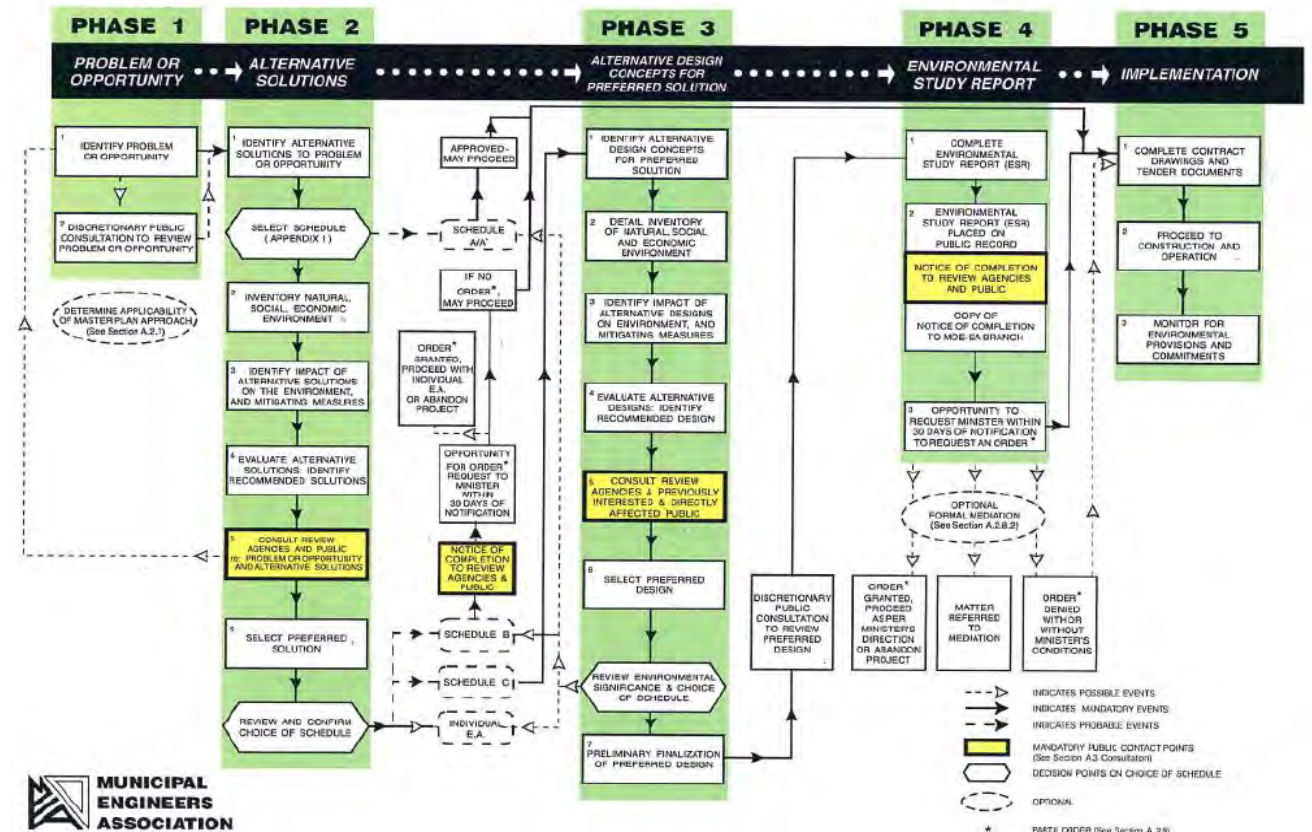 PHASE 1
PHASE 2
PHASE 3
PHASE 4
PHASE 5
PROBLEM OR
OPPORTUNITY
ALTERNATIVE
SOLUTIONS
ALTERNATIVE DESIGN
CONCEPTS FOR
PREFERRED SOLUTION
ENVIRONMENTAL
STUDY REPORT
IMPLEMENTATION
1 IDENTIFY PROBLEM
OR OPPORTUNITY
2 DISCRETIONARY PUBLIC
CONSULTATION TO REVIEW
PROBLEM OR OPPORTUNITY
DETERMINE APPLICABILITY
OF MASTER PLAN APPROACH
(See Section A.2.7)
1 IDENTIFY ALTERNATIVE
SOLUTIONS TO PROBLEM
OR OPPORTUNITY
SELECT SCHEDULE
(APPENDIX I)
2 INVENTORY NATURAL,
SOCIAL, ECONOMIC
ENVIRONMENT
3 IDENTIFY IMPACT OF
ALTERNATIVE SOLUTIONS
ON THE ENVIRONMENT,
AND MITIGATING MEASURES
4 EVALUATE ALTERNATIVE
SOLUTIONS: IDENTIFY
RECOMMENDED SOLUTIONS
5 CONSULT REVIEW
AGENCIES AND PUBLIC
re: PROBLEM OR OPPORTUNITY
AND ALTERNATIVE SOLUTIONS
SELECT PREFERRED
SOLUTION
REVIEW AND CONFIRM
CHOICE OF SCHEDULE
APPROVED-
MAY PROCEED
SCHEDULE
A/A+
IF NO
ORDER*,
MAY PROCEED
ORDER*
GRANTED,
PROCEED WITH
INDIVIDUAL
E.A.
OR ABANDON
PROJECT
OPPORTUNITY
FOR ORDER*
REQUEST TO
MINISTER
WITHIN
30 DAYS OF
NOTIFICATION
NOTICE OF
COMPLETION
TO REVIEW
AGENCIES &
PUBLIC
SCHEDULE B
SCHEDULE C
INDIVIDUAL
E.A.
1 IDENTIFY ALTERNATIVE
DESIGN CONCEPTS
FOR PREFERRED
SOLUTION
2 DETAIL INVENTORY
OF NATURAL, SOCIAL
AND ECONOMIC
ENVIRONMENT
3 IDENTIFY IMPACT OF
ALTERNATIVE DESIGNS
ON ENVIRONMENT, AND
MITIGATING MEASURES
4 EVALUATE ALTERNATIVE
DESIGNS: IDENTIFY
RECOMMENDED DESIGN
5 CONSULT REVIEW
AGENCIES & PREVIOUSLY
INTERESTED & DIRECTLY
AFFECTED PUBLIC
6 SELECT PREFERRED
DESIGN
REVIEW ENVIRONMENTAL
SIGNIFICANCE & CHOICE
OF SCHEDULE
7 PRELIMINARY FINALIZATION
OF PREFERRED DESIGN
DISCRETIONARY
PUBLIC
CONSULTATION
TO REVIEW
PREFERRED
DESIGN
1 COMPLETE
ENVIRONMENTAL
STUDY REPORT (ESR)
2 ENVIRONMENTAL
STUDY REPORT (ESR)
PLACED ON
PUBLIC RECORD
NOTICE OF COMPLETION
TO REVIEW AGENCIES
AND PUBLIC
COPY OF
NOTICE OF COMPLETION
TO MOE-EA BRANCH
3 OPPORTUNITY TO
REQUEST MINISTER WITHIN
30 DAYS OF NOTIFICATION
TO REQUEST AN ORDER*
OPTIONAL
FORMAL MEDIATION
(See Section A.2.8.2)
ORDER*
GRANTED,
PROCEED
AS PER
MINISTER'S
DIRECTION
OR ABANDON
PROJECT
MATTER
REFERRED
TO
MEDIATION
ORDER*
DENIED
WITH OR
WITHOUT
MINISTER'S
CONDITIONS
1 COMPLETE CONTRACT
DRAWINGS AND
TENDER DOCUMENTS
2 PROCEED TO
CONSTRUCTION AND
OPERATION
3 MONITOR FOR
ENVIRONMENTAL
PROVISIONS AND
COMMITMENTS
INDICATES POSSIBLE EVENTS
INDICATES MANDATORY EVENTS
INDICATES PROBABLE EVENTS
MANDATORY PUBLIC CONTACT POINTS
(See Section A.3 Consultation)
DECISION POINTS ON CHOICE OF SCHEDULE
OPTIONAL
* PART II ORDER (See Section A.2.8)
MUNICIPAL
ENGINEERS
ASSOCIATION